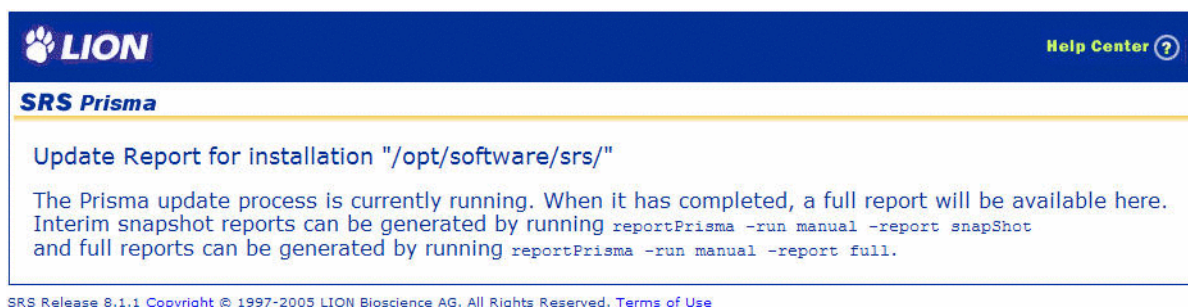 LION
Help Center ?
SRS Prisma
Update Report for installation "/opt/software/srs/"
The Prisma update process is currently running. When it has completed, a full report will be available here.
Interim snapshot reports can be generated by running reportPrisma -run manual -report snapShot
and full reports can be generated by running reportPrisma -run manual -report full.
SRS Release 8.1.1 Copyright © 1997-2005 LION Bioscience AG. All Rights Reserved. Terms of Use